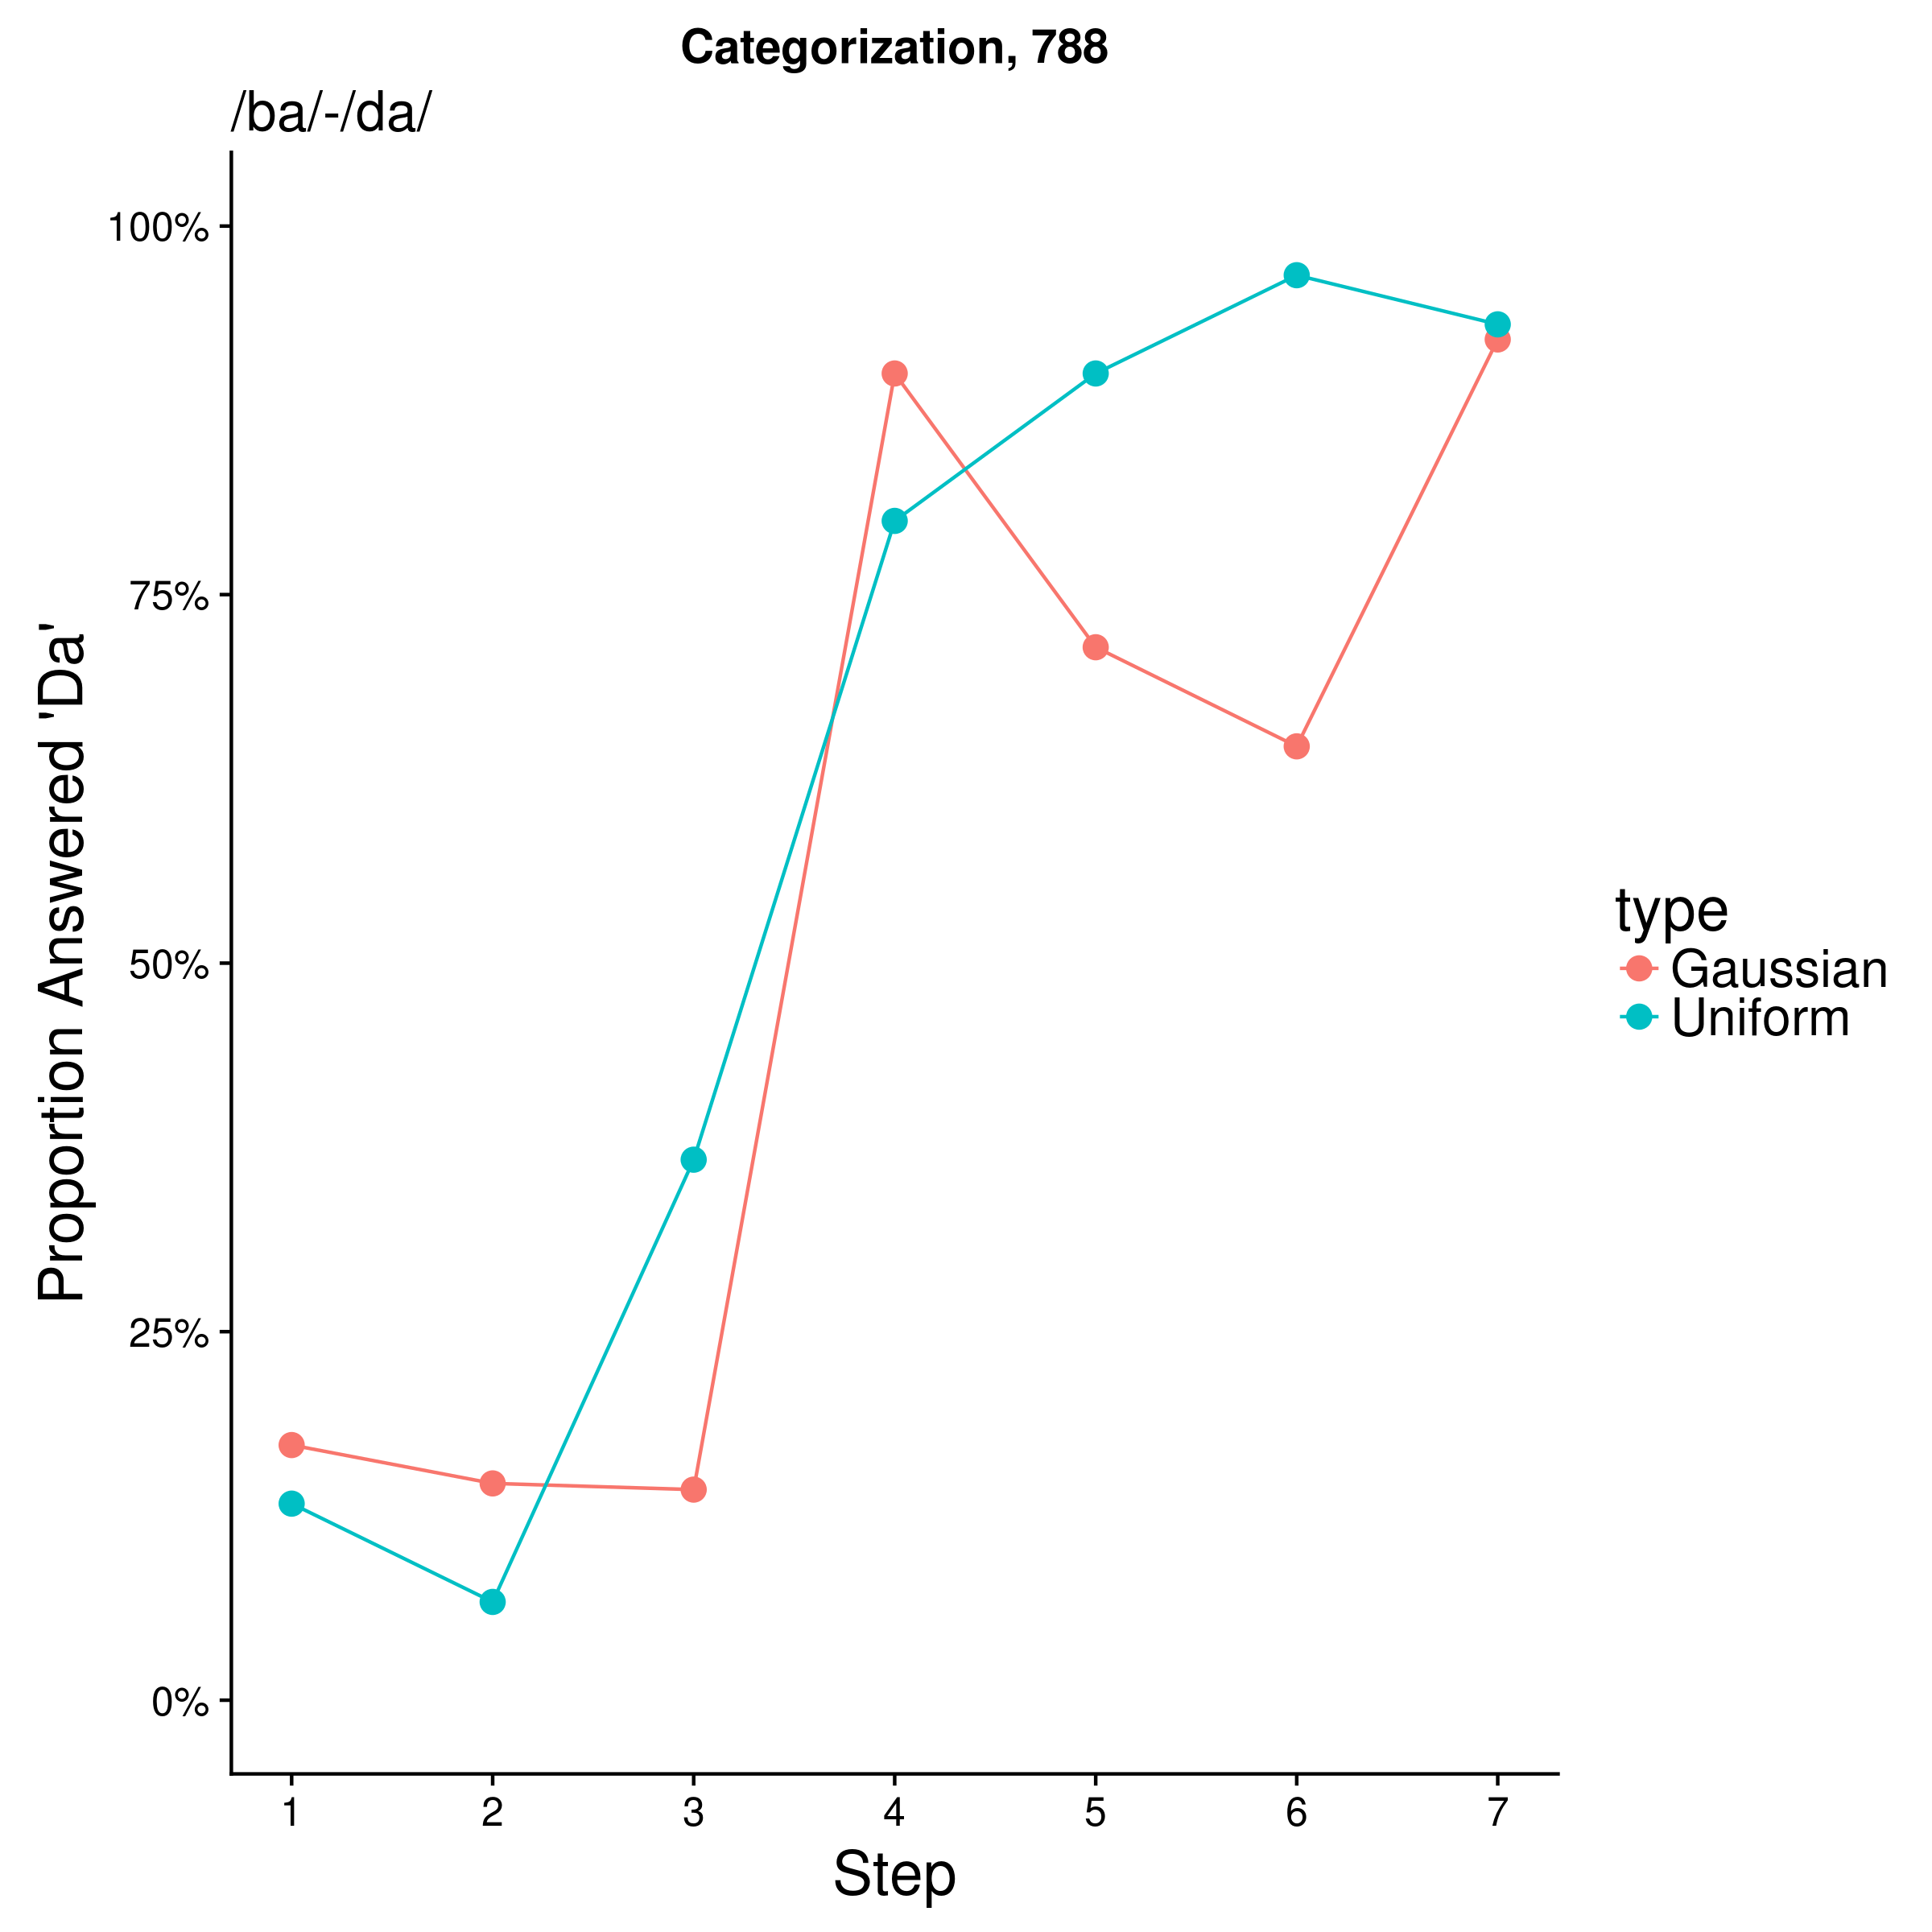 Categorization, 788
/ba/-/da/
Proportion Answered 'Da'
100%
75%
50%
25%
0%
1 2 3 4 5 6 7
Step
type
Gaussian
Uniform